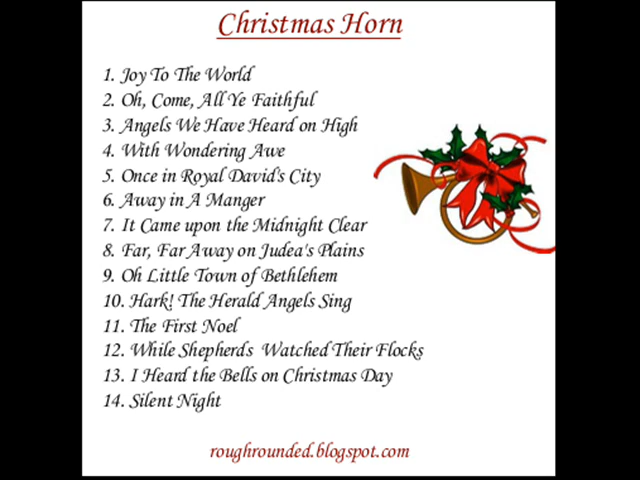 Christmas Horn
1. Joy To The World
2. Oh, Come, All Ye Faithful
3. Angels We Have Heard on High
4. With Wondering Awe
5. Once in Royal David's City
6. Away in A Manger
7. It Came upon the Midnight Clear
8. Far, Far Away on Judea's Plains
9. Oh Little Town of Bethlehem
10. Hark! The Herald Angels Sing
11. The First Noel
12. While Shepherds  Watched Their Flocks
13. I Heard the Bells on Christmas Day
14. Silent Night
roughrounded.blogspot.com